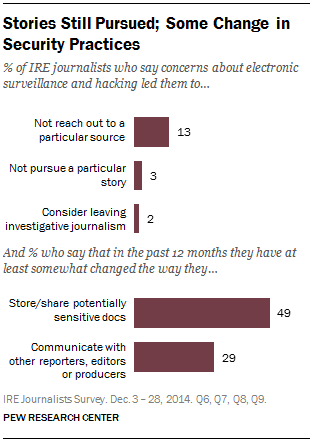 Stories Still Pursued; Some Change in
Security Practices
% of IRE journalists who say concerns about electronic
surveillance and hacking led them to...
Not reach out to a
particular source
13
Not pursue a particular
story
3
Consider leaving
investigative journalism
2
And % who say that in the past 12 months they have at
least somewhat changed the way they...
Store/share potentially
sensitive docs
49
Communicate with
other reporters, editors
or producers
29
IRE Journalists Survey. Dec. 3 – 28, 2014. Q6, Q7, Q8, Q9.
PEW RESEARCH CENTER